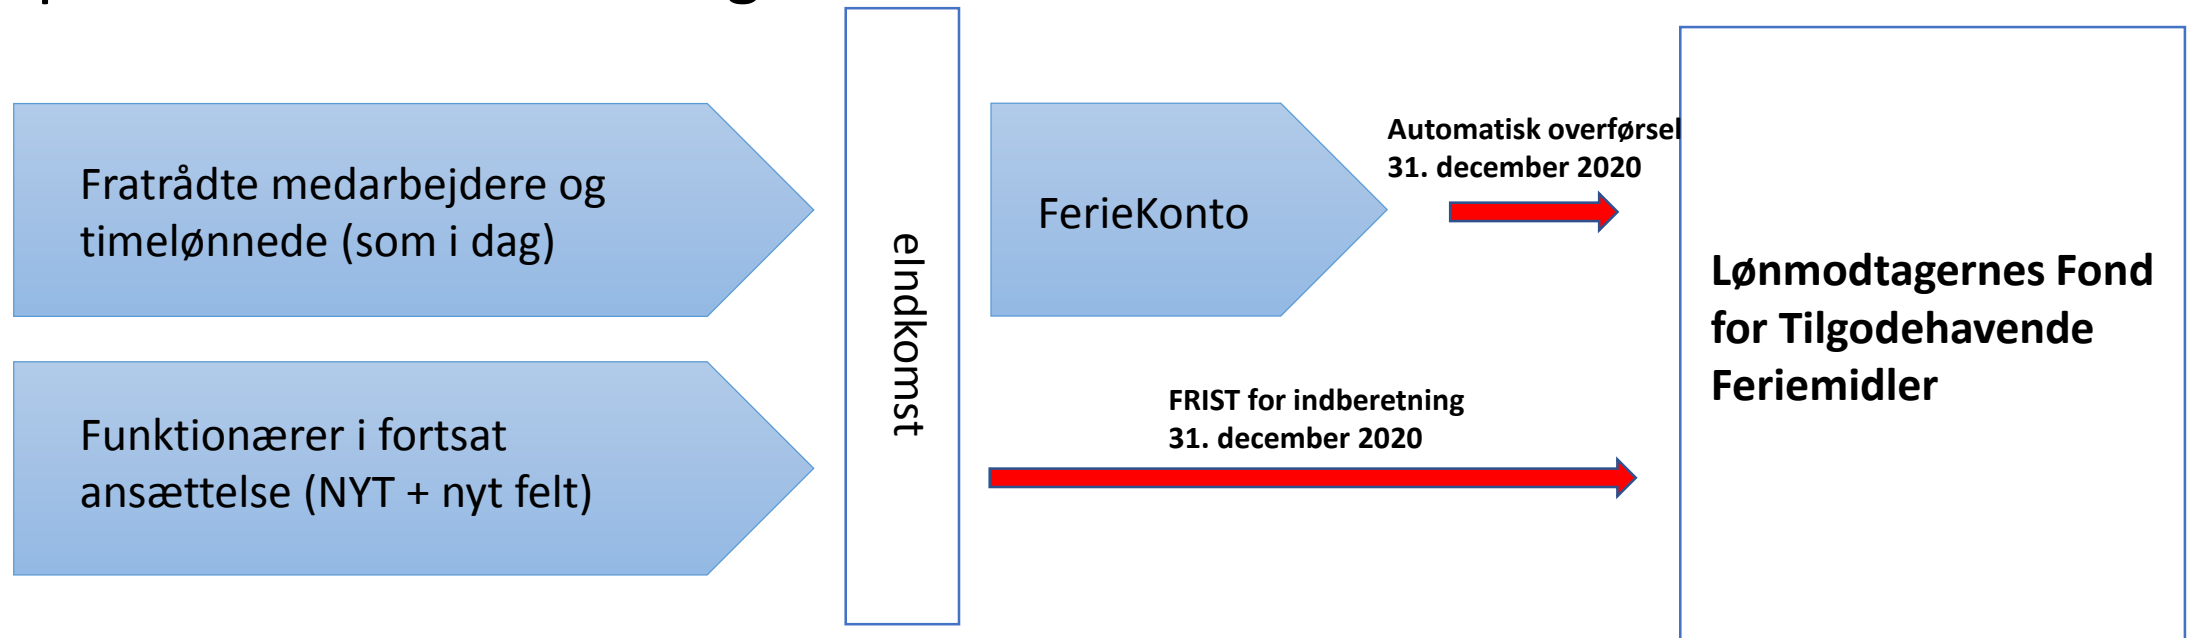 Fratrådte medarbejdere og
timelønnede (som i dag)
Funktionærer i fortsat
ansættelse (NYT + nyt felt)
eIndkomst
FerieKonto
Automatisk overførsel
31. december 2020
FRIST for indberetning
31. december 2020
Lønmodtagernes Fond
for Tilgodehavende
Feriemidler